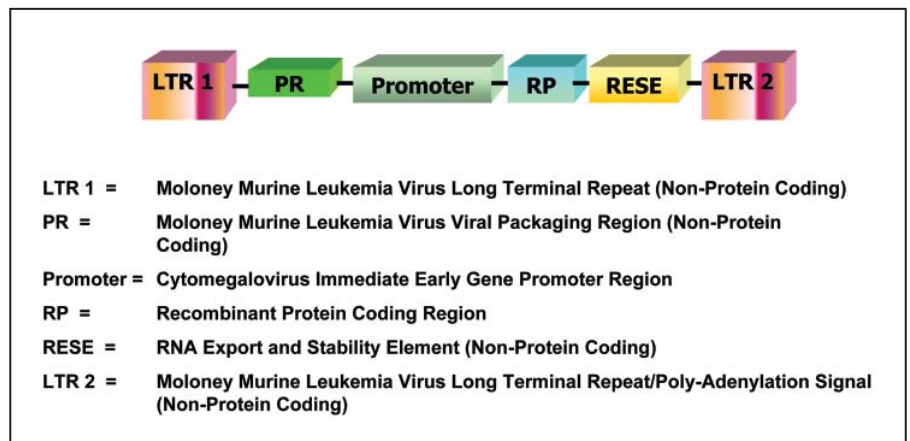 LTR 1 PR Promoter RP RESE LTR 2
LTR 1 = Moloney Murine Leukemia Virus Long Terminal Repeat (Non-Protein Coding)
PR = Moloney Murine Leukemia Virus Viral Packaging Region (Non-Protein
Coding)
Promoter = Cytomegalovirus Immediate Early Gene Promoter Region
RP = Recombinant Protein Coding Region
RESE = RNA Export and Stability Element (Non-Protein Coding)
LTR 2 = Moloney Murine Leukemia Virus Long Terminal Repeat/Poly-Adenylation Signal
(Non-Protein Coding)